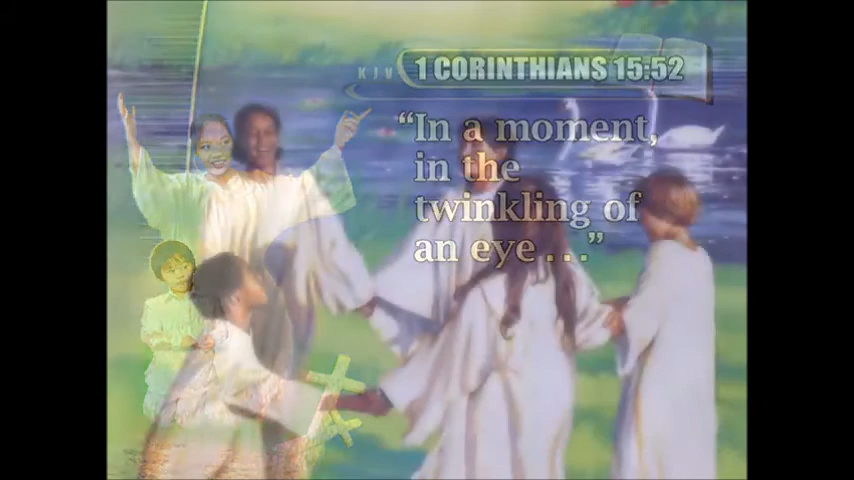 KJV 1 CORINTHIANS 15:52
“In a moment,
in the
twinkling of
an eye . . .”